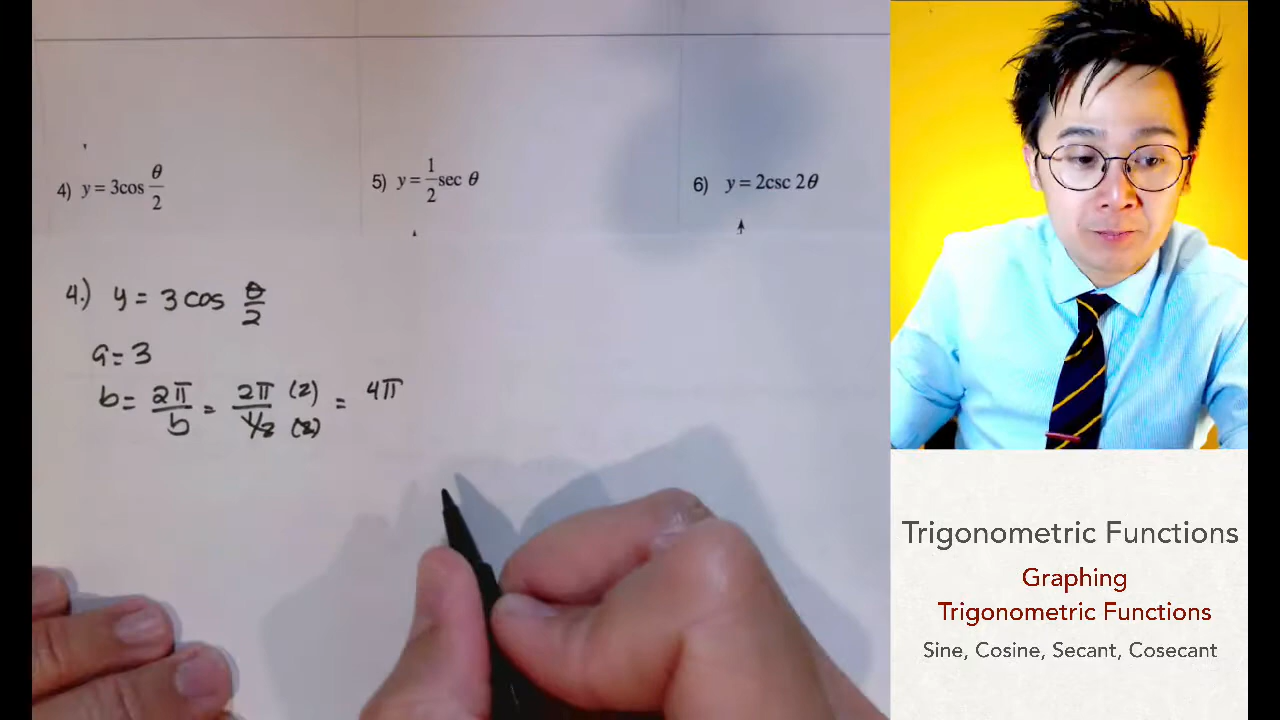 4) y = 3cos θ/2
5) y = 1/2 sec θ
6) y = 2csc 2θ
4.) y = 3 cos θ/2
a = 3
b = 2π/b = 2π (2)/1/2 (2) = 4π
Trigonometric Functions
Graphing
Trigonometric Functions
Sine, Cosine, Secant, Cosecant